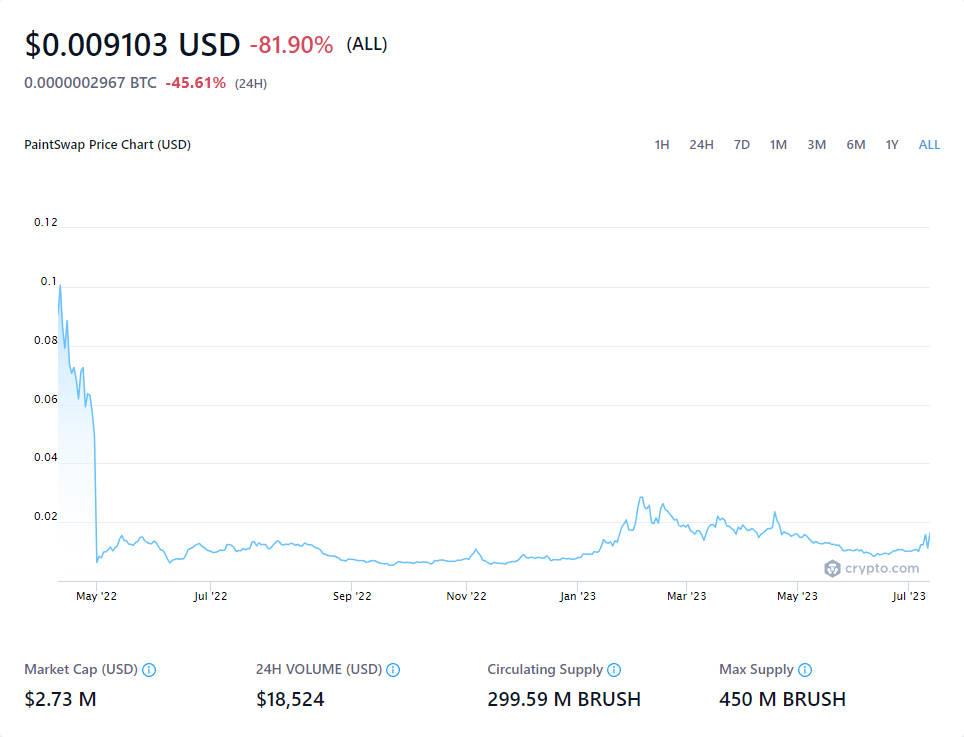 $0.009103 USD -81.90% (ALL)
0.0000002967 BTC -45.61% (24H)
PaintSwap Price Chart (USD) 1H 24H 7D 1M 3M 6M 1Y ALL
0.12
0.1
0.08
0.06
0.04
0.02
crypto.com
May '22 Jul '22 Sep '22 Nov '22 Jan '23 Mar '23 May '23 Jul '23
Market Cap (USD) 24H VOLUME (USD) Circulating Supply Max Supply
$2.73 M $18,524 299.59 M BRUSH 450 M BRUSH